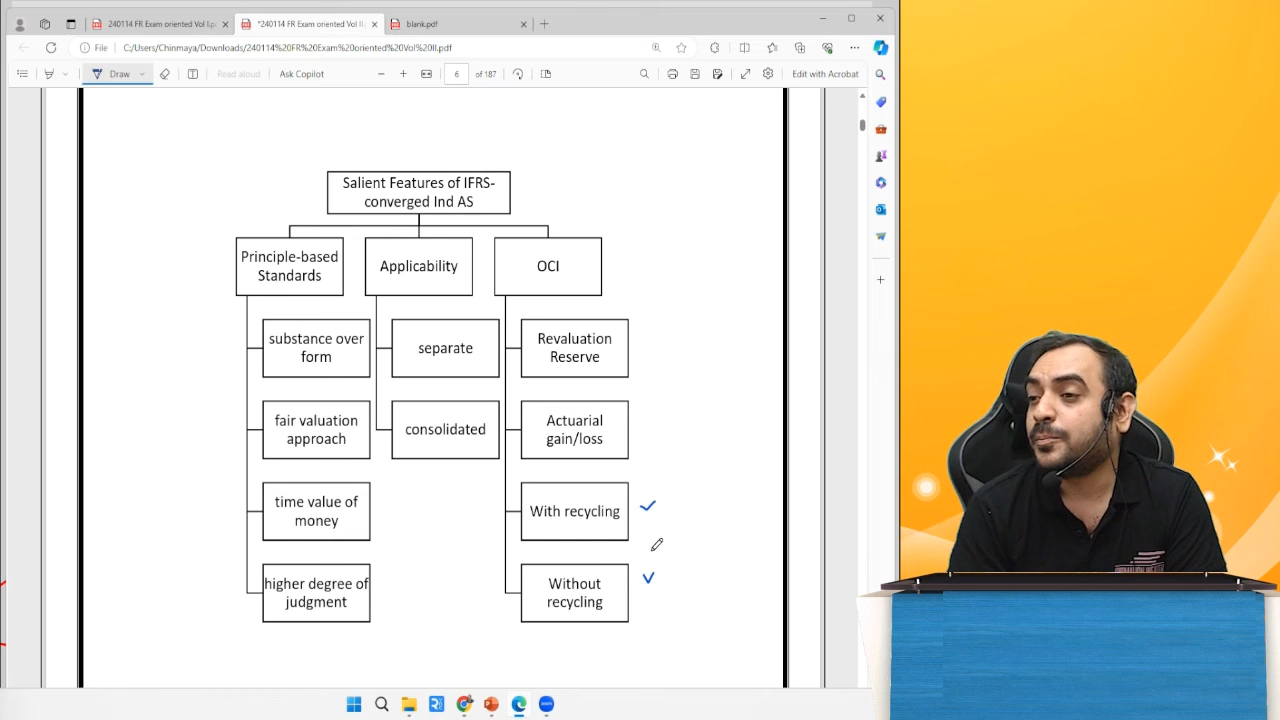 240114 FR Exam oriented Vol I.pc
*240114 FR Exam oriented Vol II.
blank.pdf
File
C:/Users/Chinmaya/Downloads/240114%20FR%20Exam%20oriented%20Vol%20II.pdf
Draw
Read aloud
Ask Copilot
6
of 187
Edit with Acrobat
Salient Features of IFRS-
converged Ind AS
Principle-based
Standards
Applicability
OCI
substance over
form
separate
Revaluation
Reserve
fair valuation
approach
consolidated
Actuarial
gain/loss
time value of
money
With recycling
higher degree of
judgment
Without
recycling